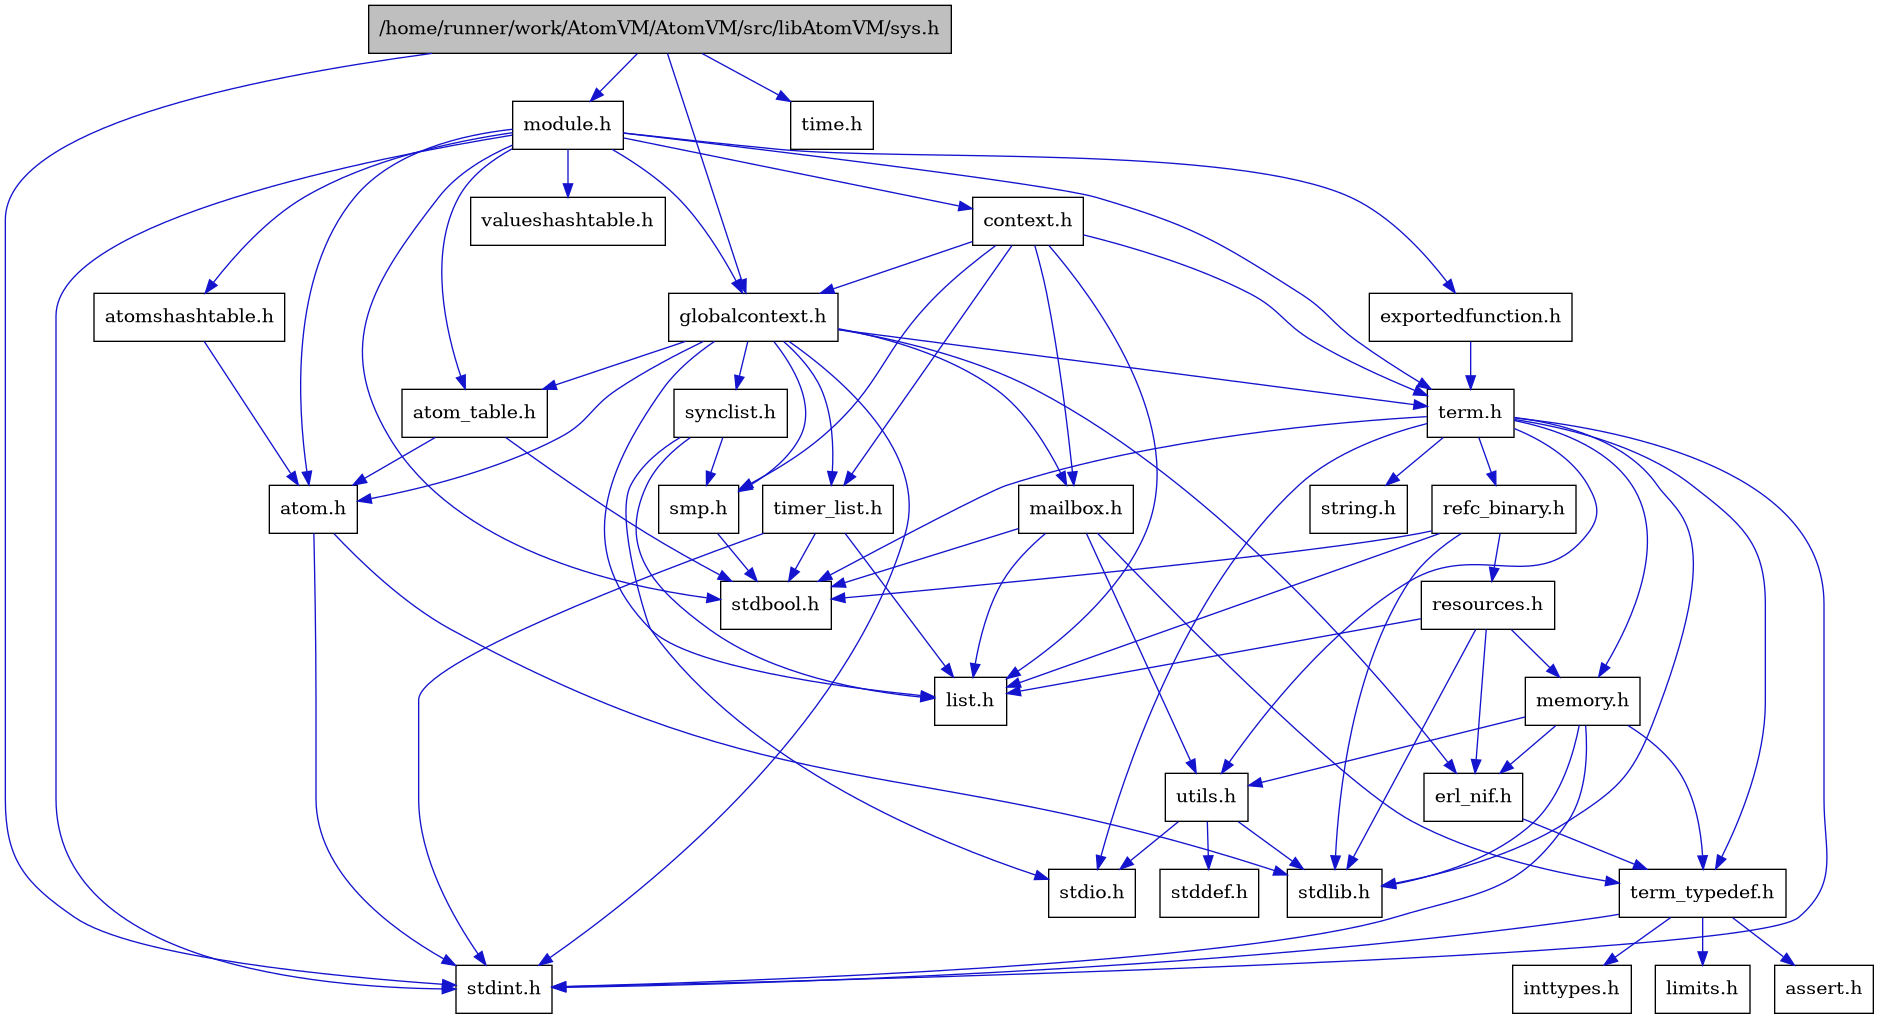 /home/runner/work/AtomVM/AtomVM/src/libAtomVM/sys.h
module.h
time.h
valueshashtable.h
context.h
atomshashtable.h
globalcontext.h
exportedfunction.h
atom_table.h
synclist.h
term.h
atom.h
smp.h
timer_list.h
mailbox.h
string.h
refc_binary.h
stdbool.h
resources.h
list.h
memory.h
utils.h
erl_nif.h
stdio.h
stddef.h
stdlib.h
term_typedef.h
stdint.h
inttypes.h
limits.h
assert.h